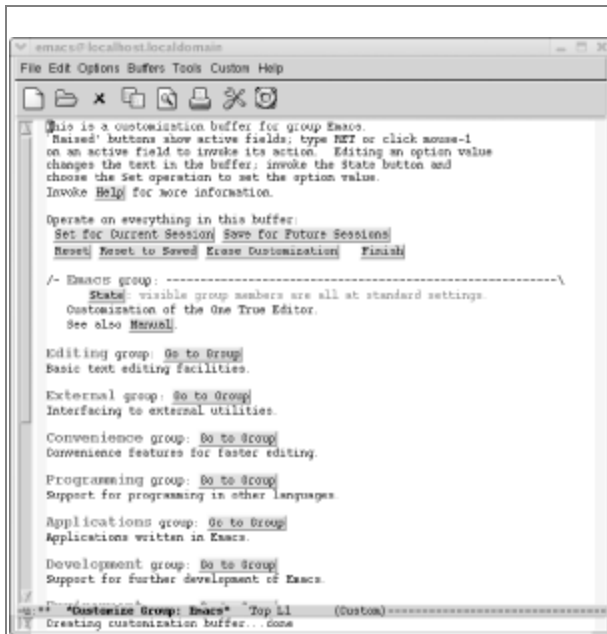 emacs@localhost.localdomain
File Edit Options Buffers Tools Custom Help
This is a customization buffer for group Emacs.
`Raised' buttons show active fields; type RET or click mouse-1
on an active field to invoke its action.  Editing an option value
changes the text in the buffer; invoke the State button and
choose the Set operation to set the option value.
Invoke Help for more information.
Operate on everything in this buffer:
Set for Current Session Save for Future Sessions
Reset Reset to Saved Erase Customization Finish
/- Emacs group: ---------------------------------------------------------\
State: visible group members are all at standard settings.
Customization of the One True Editor.
See also Manual.
Editing group: Go to Group
Basic text editing facilities.
External group: Go to Group
Interfacing to external utilities.
Convenience group: Go to Group
Convenience features for faster editing.
Programming group: Go to Group
Support for programming in other languages.
Applications group: Go to Group
Applications written in Emacs.
Development group: Go to Group
Support for further development of Emacs.
-u:** *Customize Group: Emacs* Top L1 (Custom)--------------------------------
Creating customization buffer...done